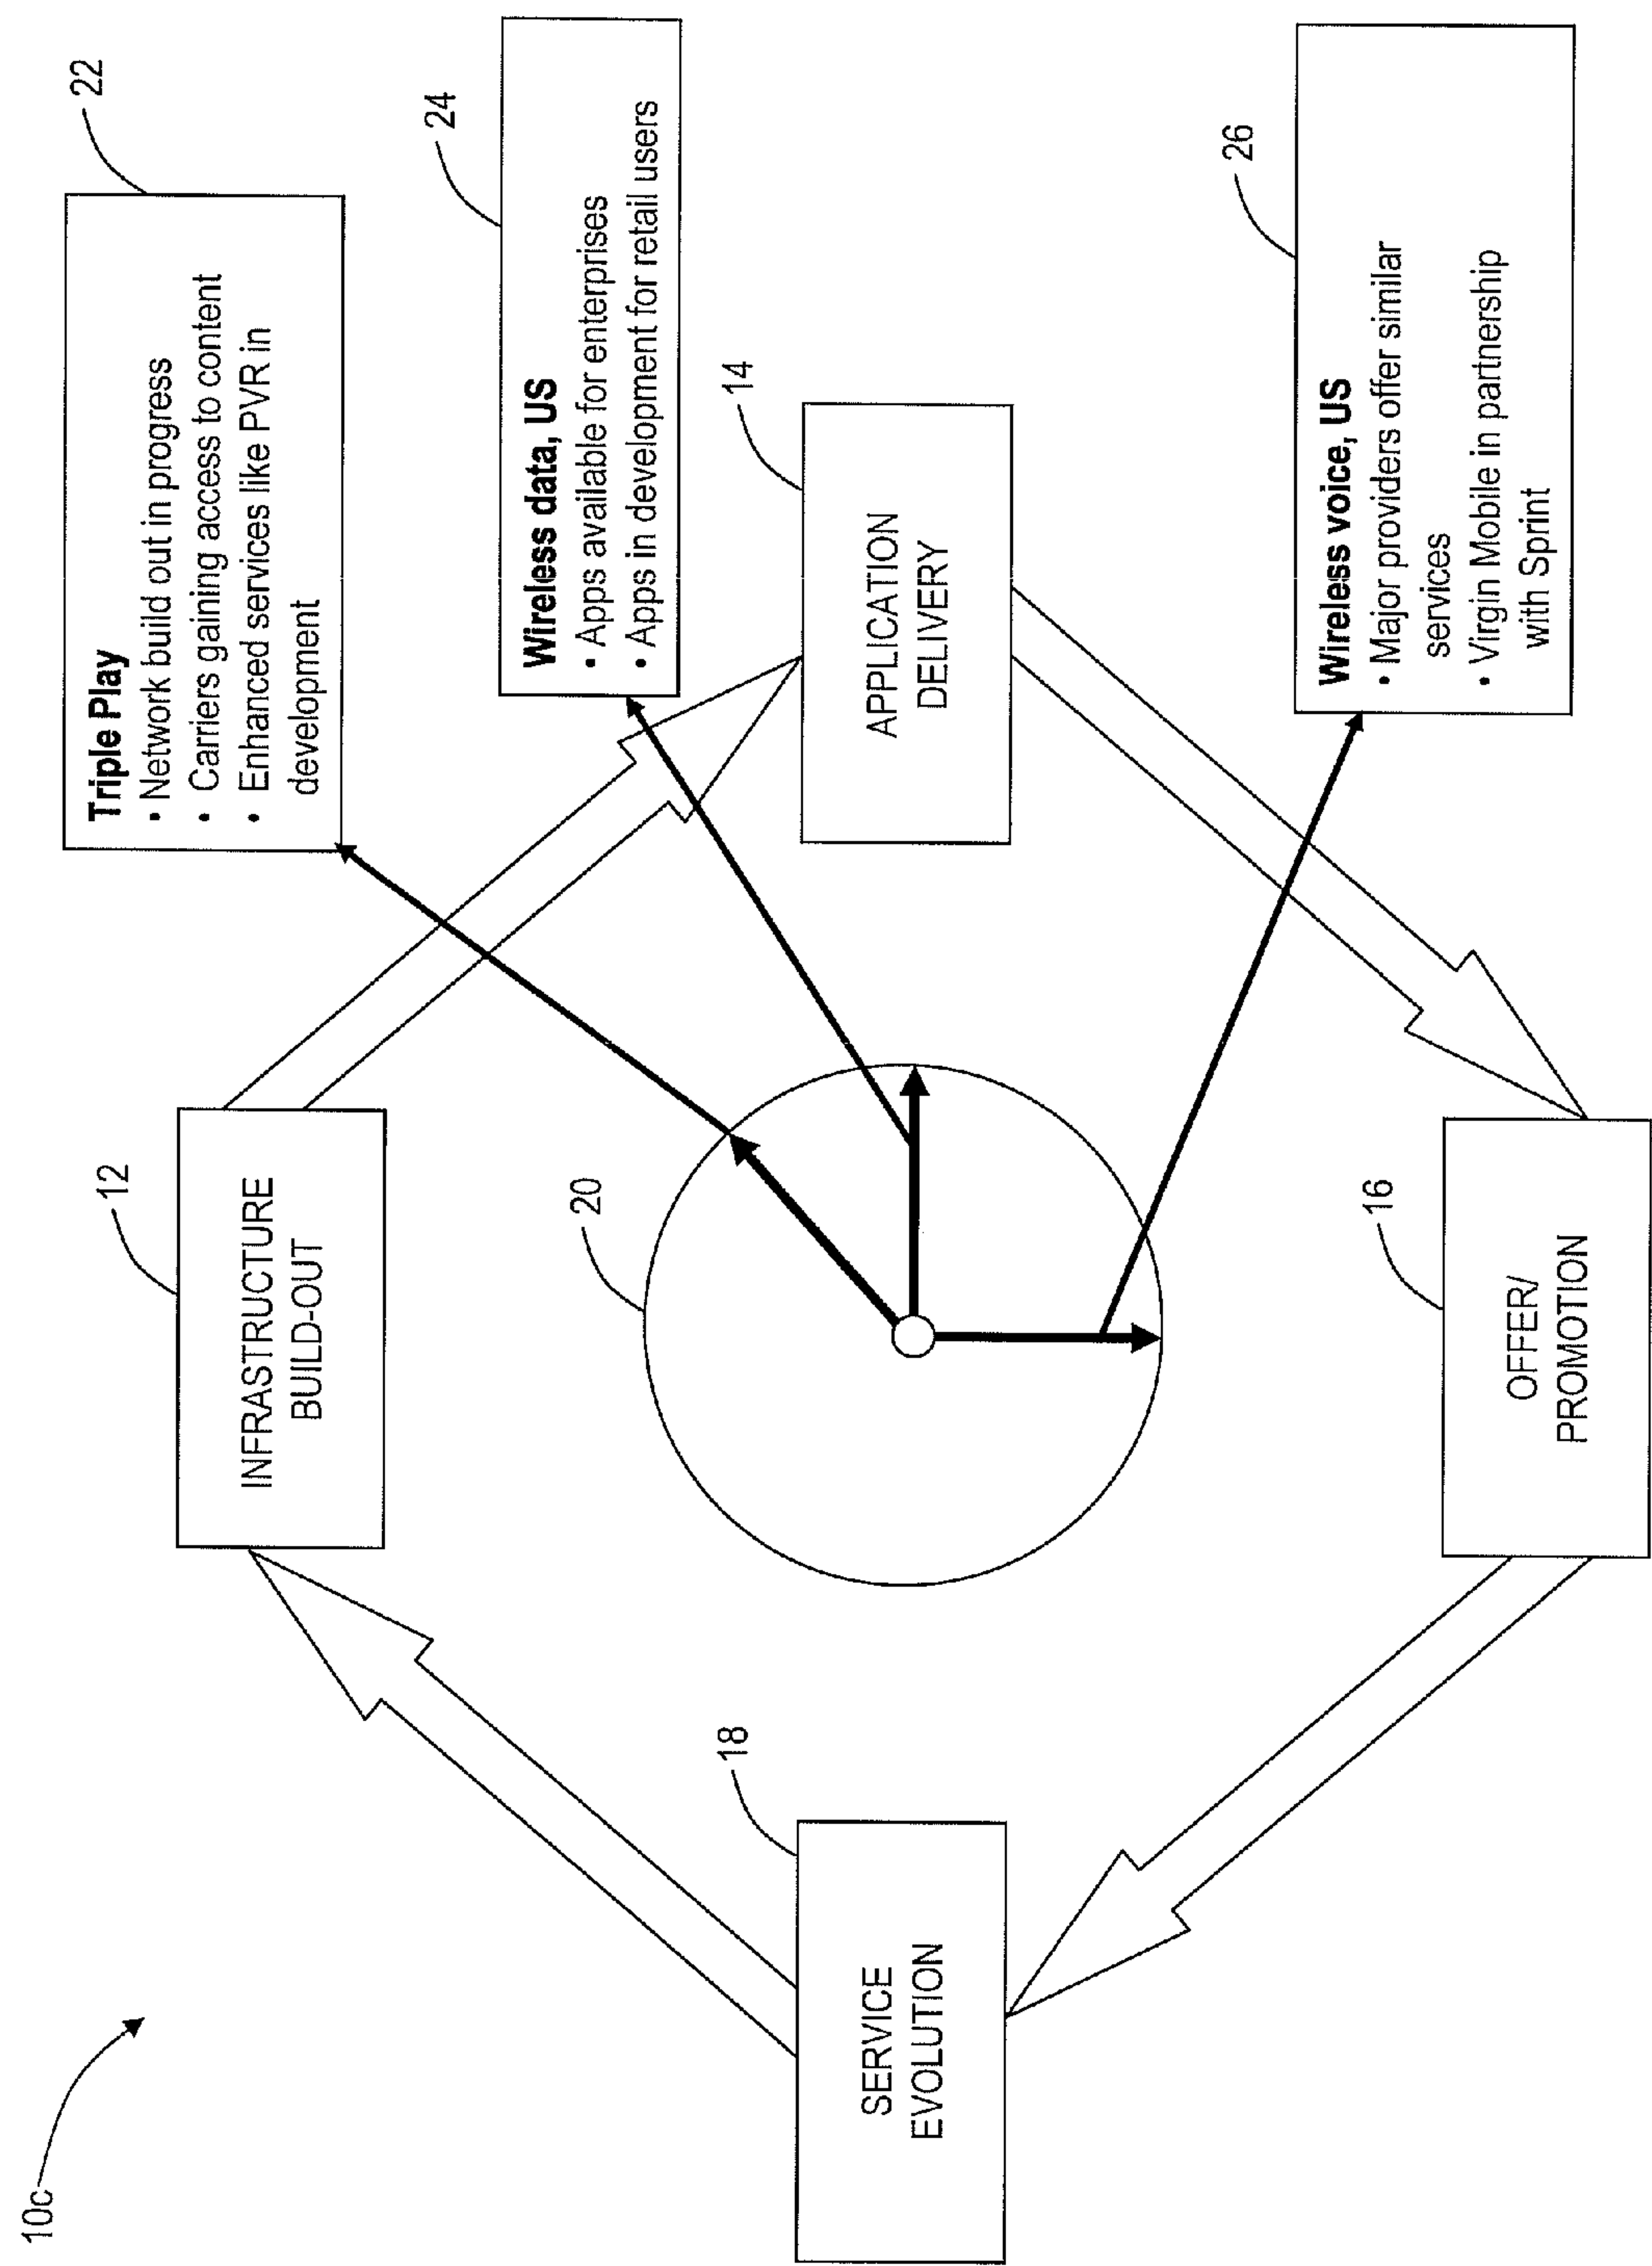 10c
12
INFRASTRUCTURE
BUILD-OUT
22
Triple Play
• Network build out in progress
• Carriers gaining access to content
• Enhanced services like PVR in
development
24
Wireless data, US
• Apps available for enterprises
• Apps in development for retail users
20
18
SERVICE
EVOLUTION
14
APPLICATION
DELIVERY
26
Wireless voice, US
• Major providers offer similar
services
• Virgin Mobile in partnership
with Sprint
16
OFFER/
PROMOTION